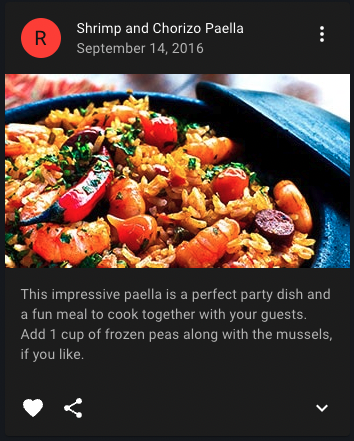 R
Shrimp and Chorizo Paella
September 14, 2016
This impressive paella is a perfect party dish and
a fun meal to cook together with your guests.
Add 1 cup of frozen peas along with the mussels,
if you like.